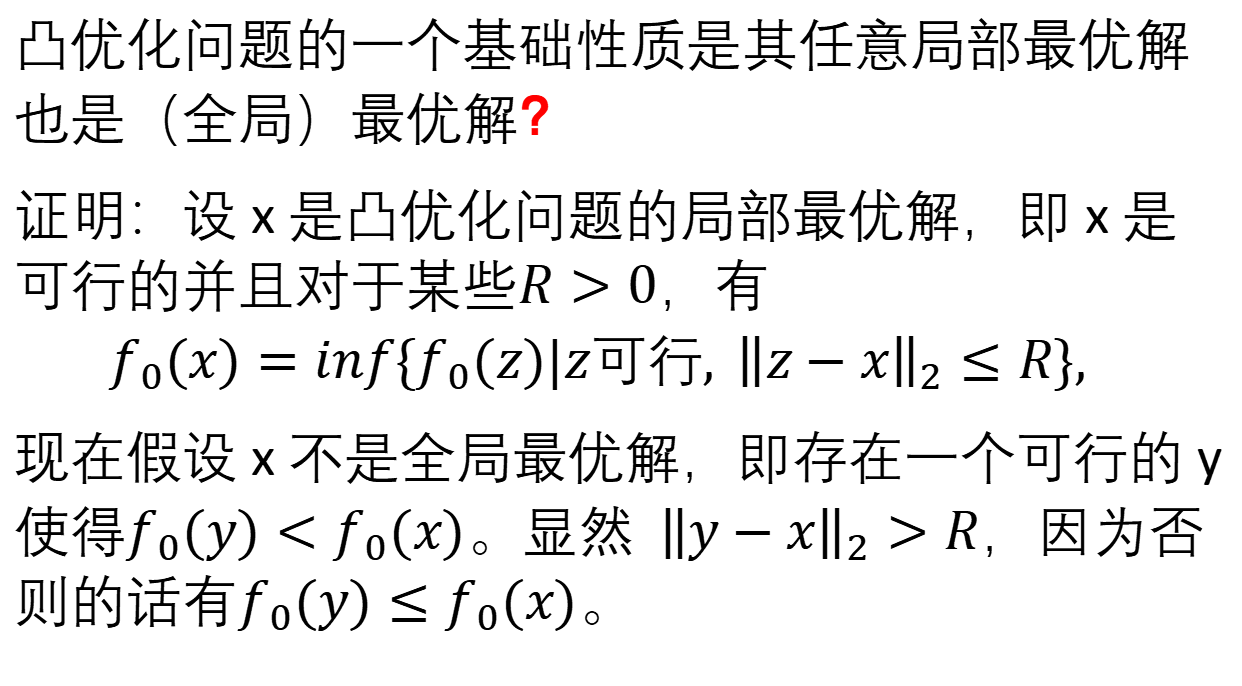 凸优化问题的一个基础性质是其任意局部最优解
也是（全局）最优解?
证明：设 x 是凸优化问题的局部最优解，即 x 是
可行的并且对于某些R > 0，有
f₀(x) = inf{f₀(z)|z可行, ‖z − x‖₂ ≤ R},
现在假设 x 不是全局最优解，即存在一个可行的 y
使得f₀(y) < f₀(x)。显然 ‖y − x‖₂ > R，因为否
则的话有f₀(y) ≤ f₀(x)。